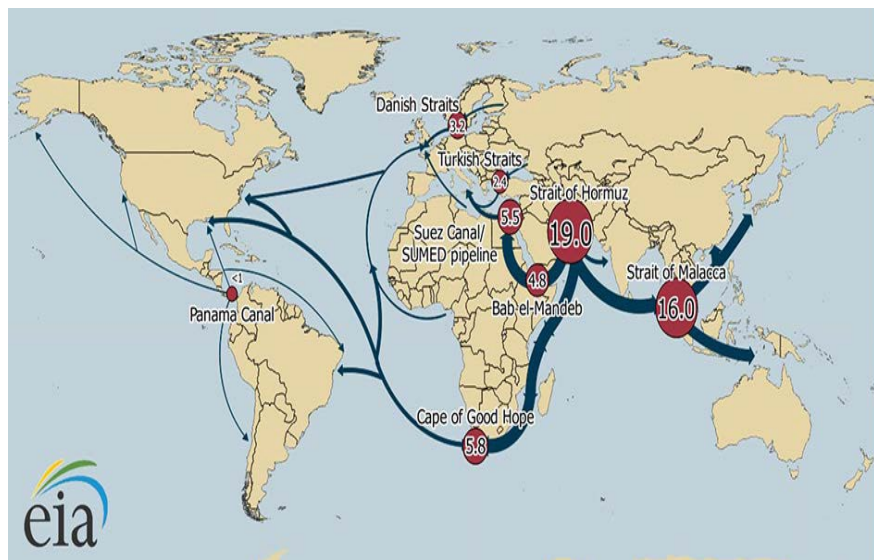 Danish Straits
3.2
Turkish Straits
2.4
Strait of Hormuz
5.5
19.0
Suez Canal/
SUMED pipeline
4.8
Bab el-Mandeb
Strait of Malacca
16.0
<1
Panama Canal
Cape of Good Hope
5.8
eia